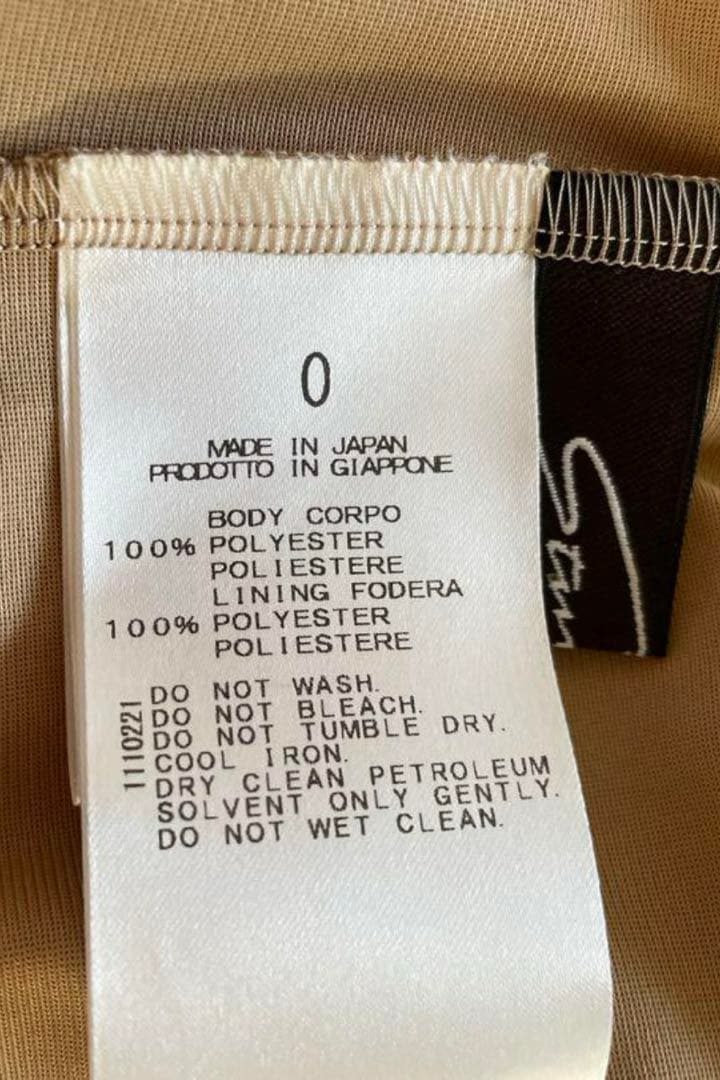 0
MADE IN JAPAN
PRODOTTO IN GIAPPONE
BODY CORPO
100% POLYESTER
POLIESTERE
LINING FODERA
100% POLYESTER
POLIESTERE
DO NOT WASH.
DO NOT BLEACH.
DO NOT TUMBLE DRY.
COOL IRON.
DRY CLEAN PETROLEUM
SOLVENT ONLY GENTLY.
DO NOT WET CLEAN.
1110221